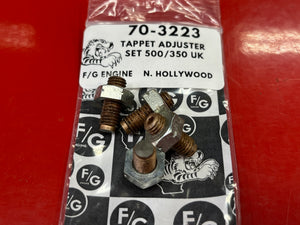 70-3223
TAPPET ADJUSTER
SET 500/350 UK
F/G ENGINE N. HOLLYWOOD
F/G
F/G
F/G
F/G